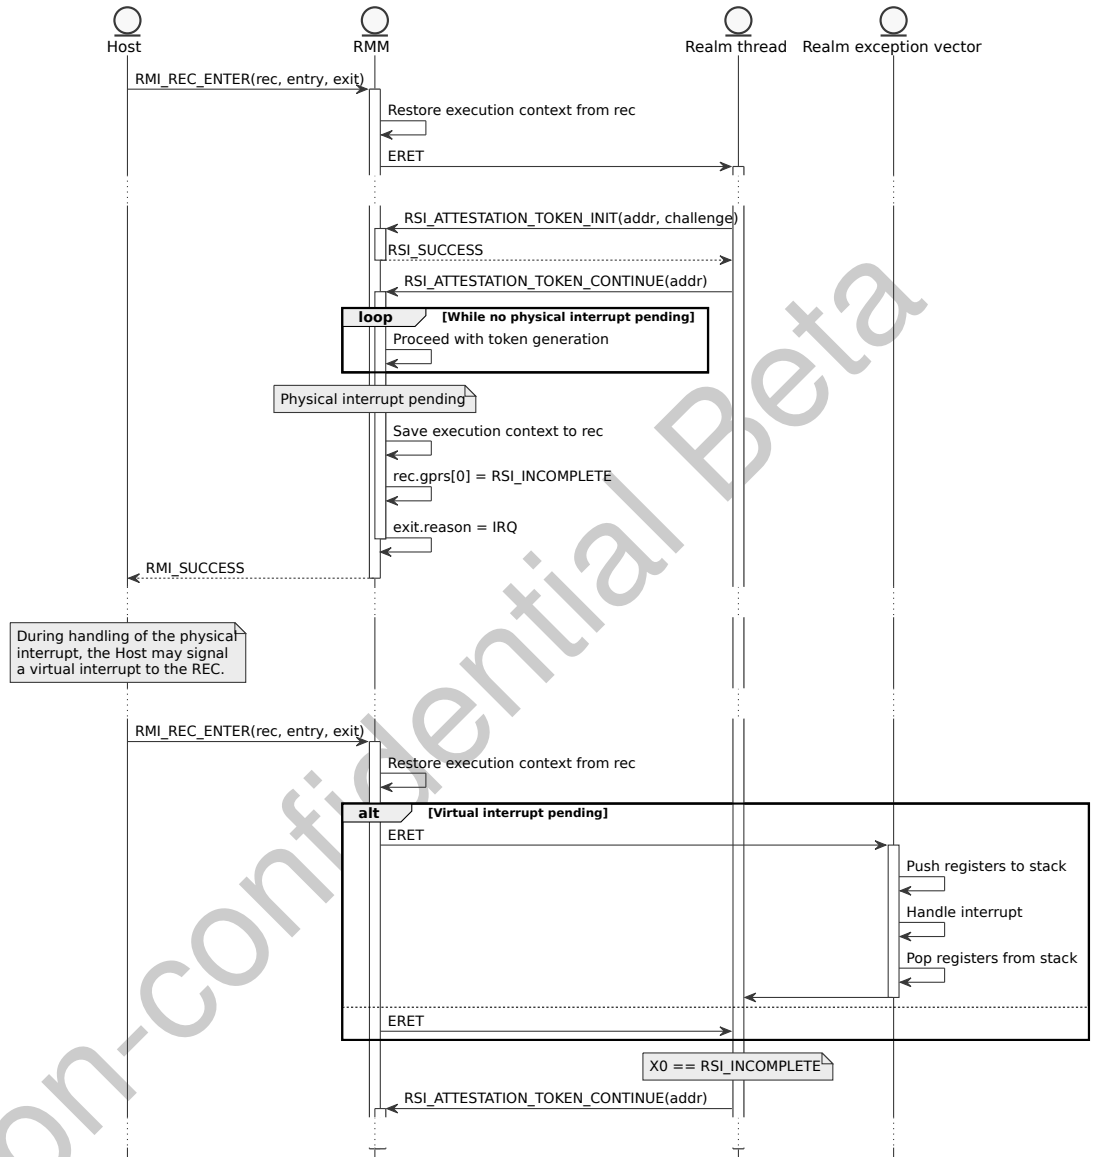 Host
RMM
Realm thread
Realm exception vector
RMI_REC_ENTER(rec, entry, exit)
Restore execution context from rec
ERET
RSI_ATTESTATION_TOKEN_INIT(addr, challenge)
RSI_SUCCESS
RSI_ATTESTATION_TOKEN_CONTINUE(addr)
loop
[While no physical interrupt pending]
Proceed with token generation
Physical interrupt pending
Save execution context to rec
rec.gprs[0] = RSI_INCOMPLETE
exit.reason = IRQ
RMI_SUCCESS
During handling of the physical
interrupt, the Host may signal
a virtual interrupt to the REC.
RMI_REC_ENTER(rec, entry, exit)
Restore execution context from rec
alt
[Virtual interrupt pending]
ERET
Push registers to stack
Handle interrupt
Pop registers from stack
ERET
X0 == RSI_INCOMPLETE
RSI_ATTESTATION_TOKEN_CONTINUE(addr)
on-confidential Beta